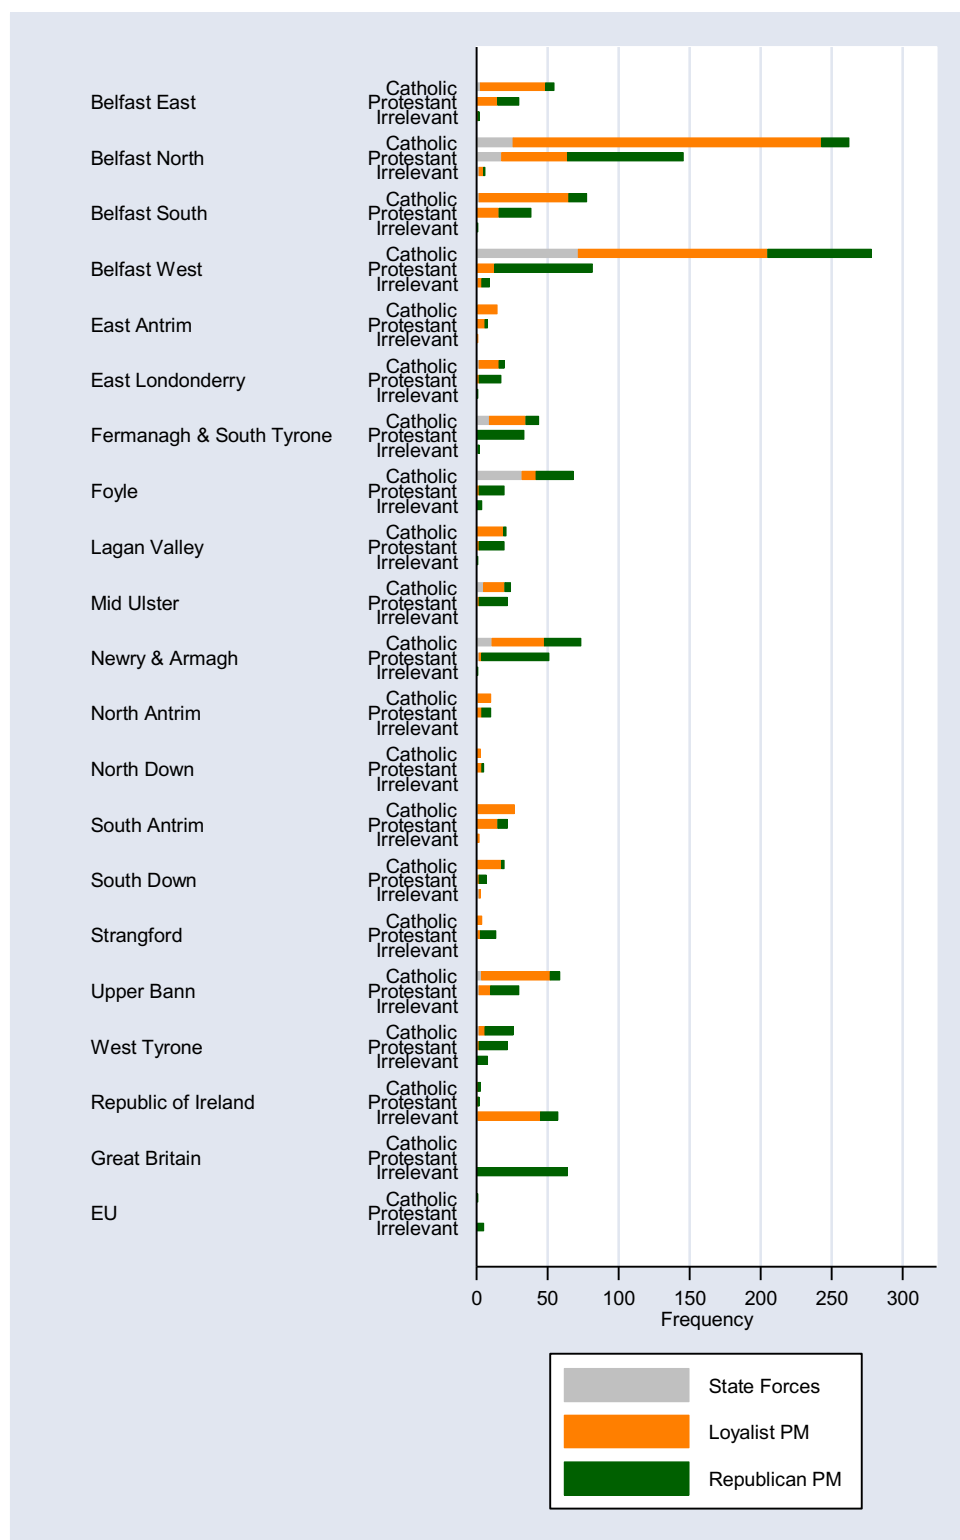 Catholic
Belfast East Protestant
Irrelevant
Catholic
Belfast North Protestant
Irrelevant
Catholic
Belfast South Protestant
Irrelevant
Catholic
Belfast West Protestant
Irrelevant
Catholic
East Antrim Protestant
Irrelevant
Catholic
East Londonderry Protestant
Irrelevant
Catholic
Fermanagh & South Tyrone Protestant
Irrelevant
Catholic
Foyle Protestant
Irrelevant
Catholic
Lagan Valley Protestant
Irrelevant
Catholic
Mid Ulster Protestant
Irrelevant
Catholic
Newry & Armagh Protestant
Irrelevant
Catholic
North Antrim Protestant
Irrelevant
Catholic
North Down Protestant
Irrelevant
Catholic
South Antrim Protestant
Irrelevant
Catholic
South Down Protestant
Irrelevant
Catholic
Strangford Protestant
Irrelevant
Catholic
Upper Bann Protestant
Irrelevant
Catholic
West Tyrone Protestant
Irrelevant
Catholic
Republic of Ireland Protestant
Irrelevant
Catholic
Great Britain Protestant
Irrelevant
Catholic
EU Protestant
Irrelevant
0 50 100 150 200 250 300
Frequency
State Forces
Loyalist PM
Republican PM